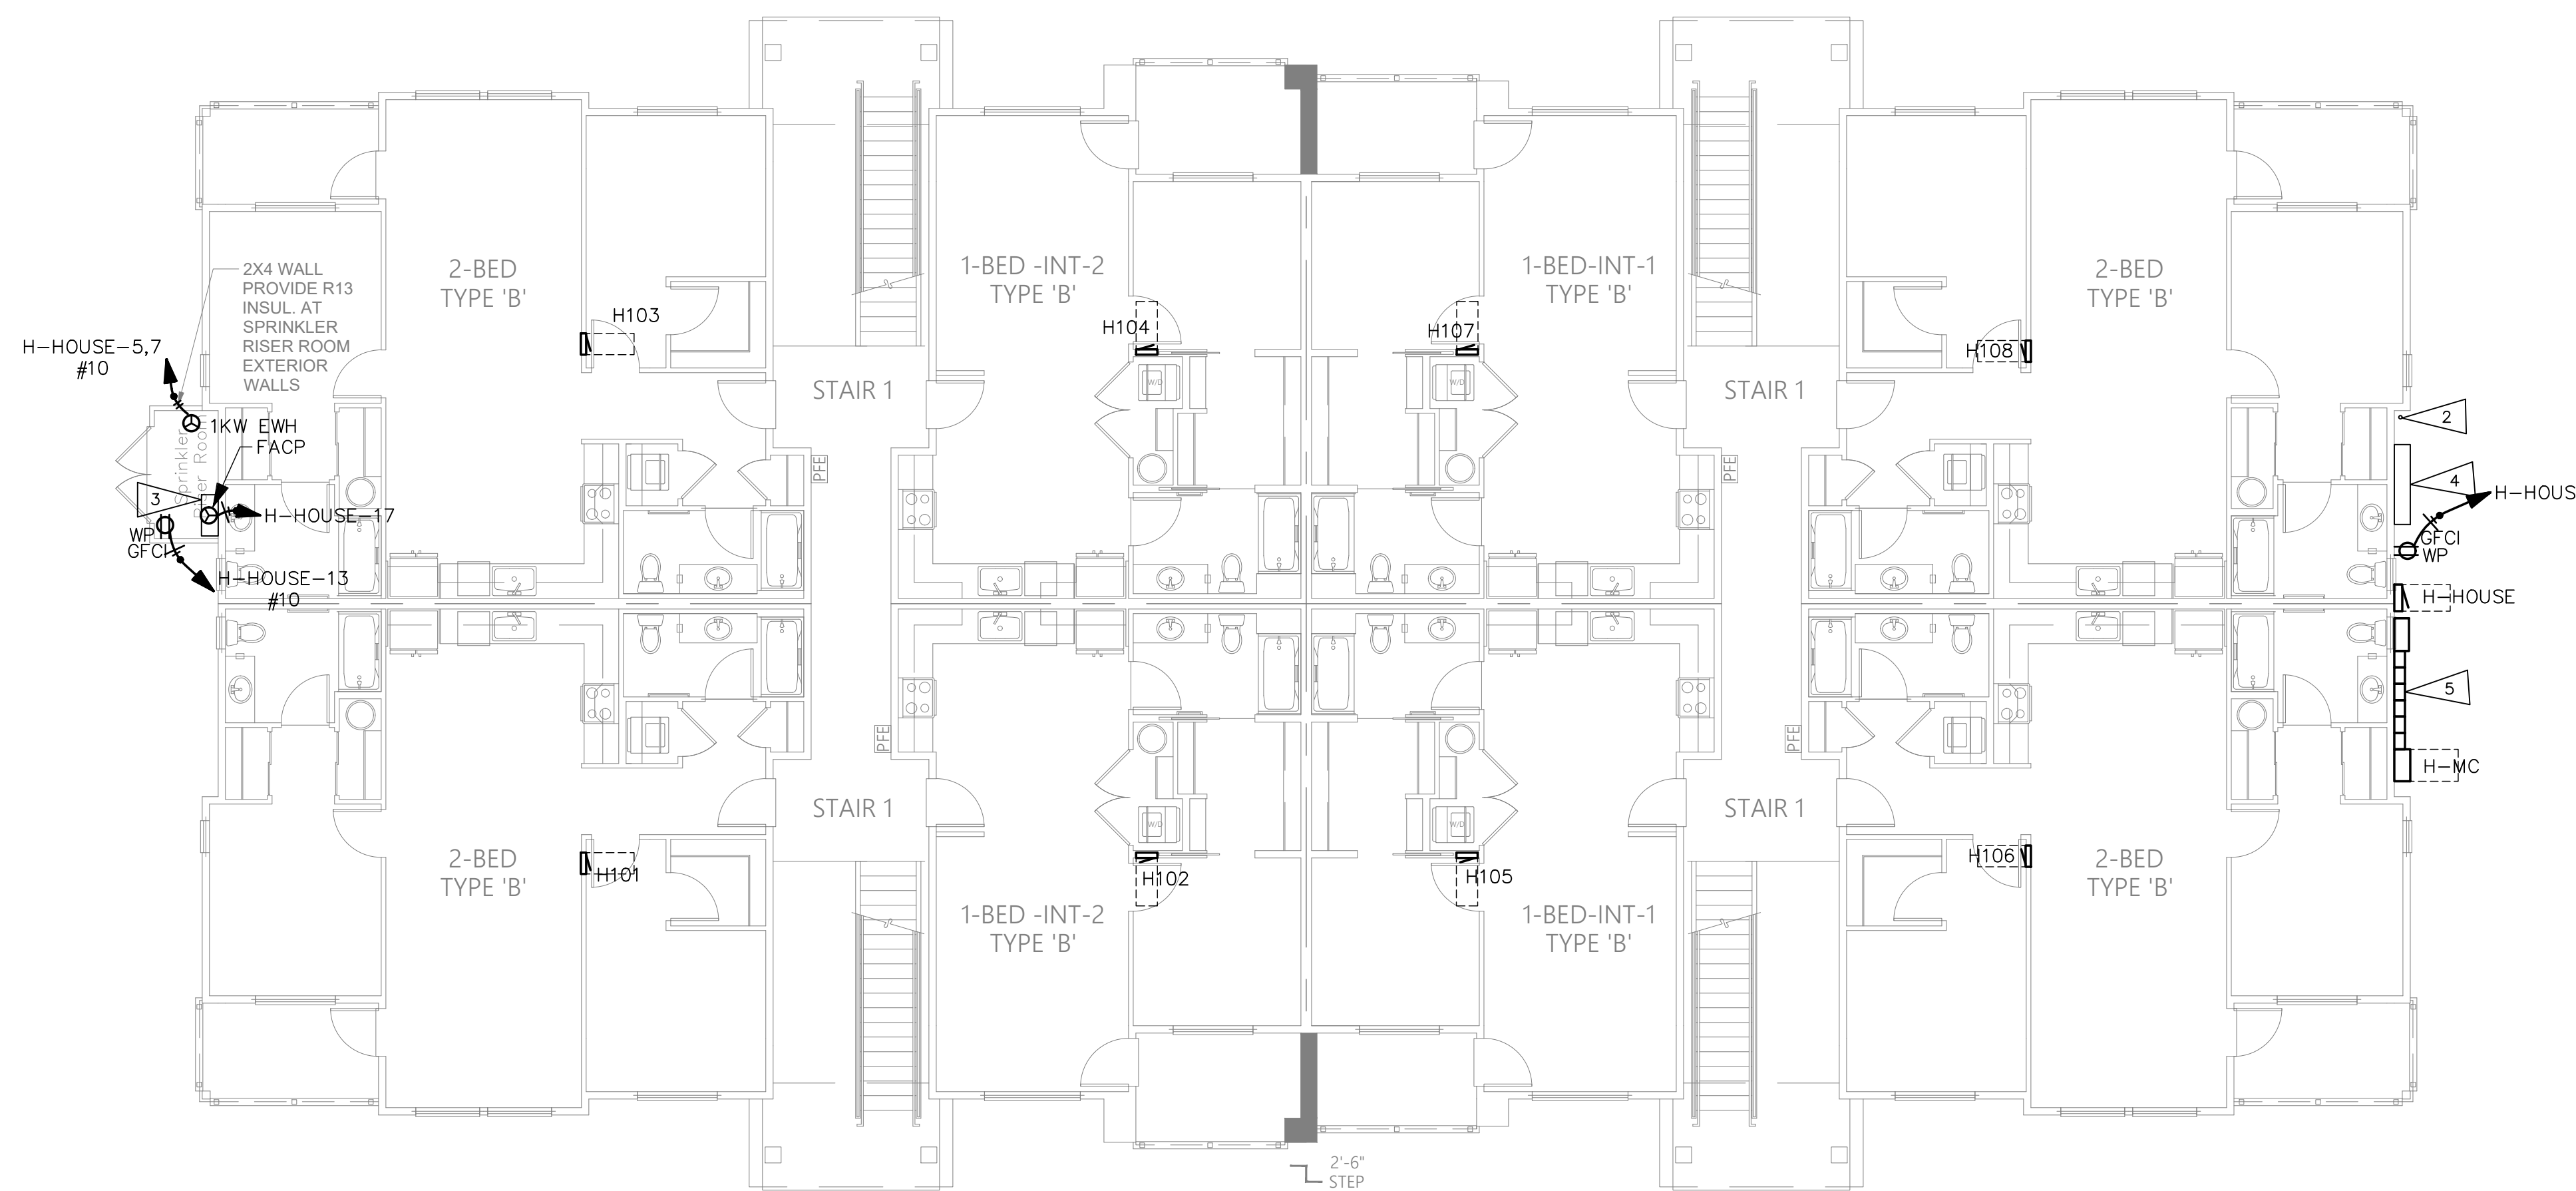 2-BED
TYPE 'B'
1-BED -INT-2
TYPE 'B'
1-BED-INT-1
TYPE 'B'
2-BED
TYPE 'B'
2X4 WALL
PROVIDE R13
INSUL. AT
SPRINKLER
RISER ROOM
EXTERIOR
WALLS
H103
H104
H107
H108
H-HOUSE-5,7
#10
STAIR 1
STAIR 1
W/D
W/D
1KW EWH
FACP
Sprinkler
Riser Room
PFE
PFE
2
4
3
H-HOUSE-17
WP
GFCI
H-HOUS
GFCI
WP
H-HOUSE-13
#10
H-HOUSE
5
PFE
PFE
H-MC
STAIR 1
STAIR 1
W/D
W/D
2-BED
TYPE 'B'
H101
H102
H105
H106
2-BED
TYPE 'B'
1-BED -INT-2
TYPE 'B'
1-BED-INT-1
TYPE 'B'
2'-6"
STEP